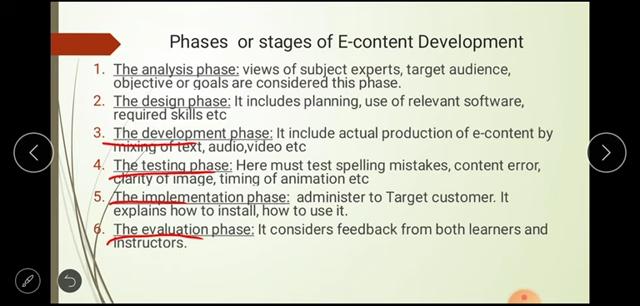 Phases or stages of E-content Development
1. The analysis phase: views of subject experts, target audience,
objective or goals are considered this phase.
2. The design phase: It includes planning, use of relevant software,
required skills etc
3. The development phase: It include actual production of e-content by
mixing of text, audio,video etc
4. The testing phase: Here must test spelling mistakes, content error,
clarity of image, timing of animation etc
5. The implementation phase: administer to Target customer. It
explains how to install, how to use it.
6. The evaluation phase: It considers feedback from both learners and
instructors.